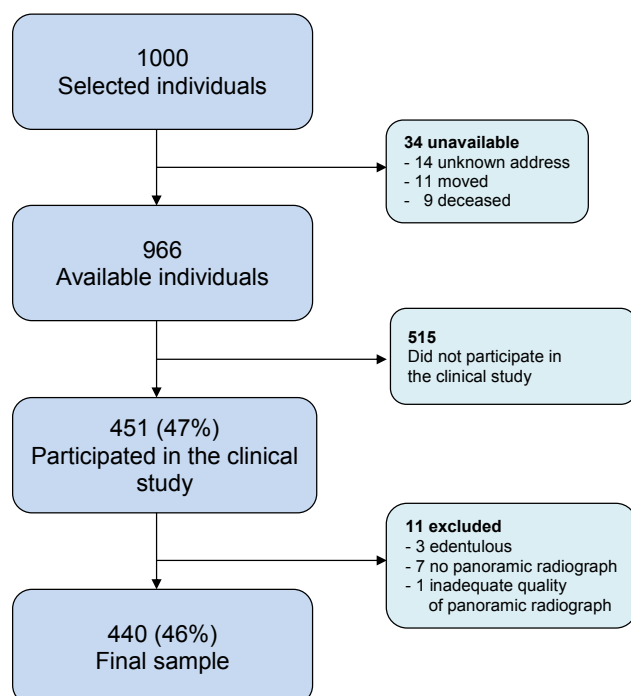 1000
Selected individuals
34 unavailable
- 14 unknown address
- 11 moved
- 9 deceased
966
Available individuals
515
Did not participate in
the clinical study
451 (47%)
Participated in the clinical
study
11 excluded
- 3 edentulous
- 7 no panoramic radiograph
- 1 inadequate quality
of panoramic radiograph
440 (46%)
Final sample